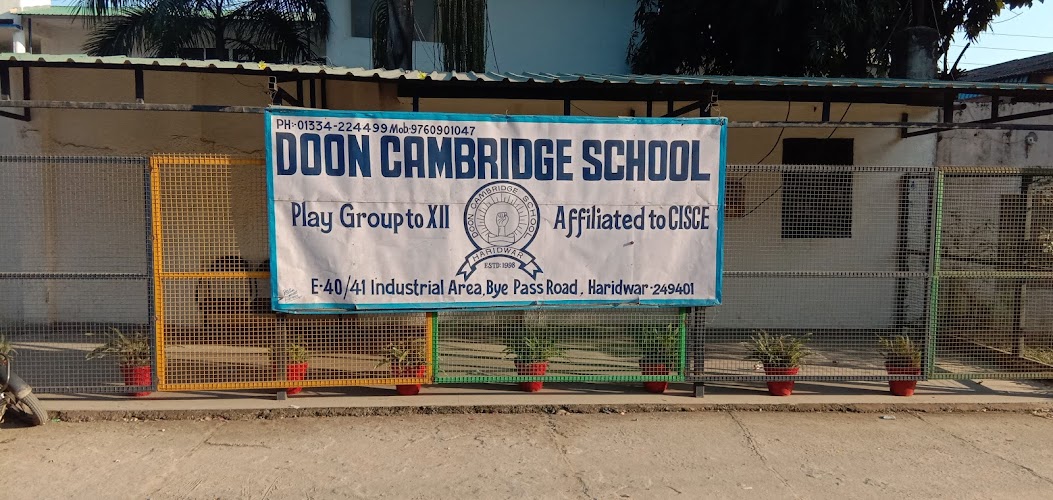 PH:-01334-224499 Mob:-9760901047
DOON CAMBRIDGE SCHOOL
Play Group to XII
DOON CAMBRIDGE SCHOOL
HARIDWAR
ESTD: 1998
Affiliated to CISCE
E-40/41 Industrial Area, Bye Pass Road, Haridwar-249401